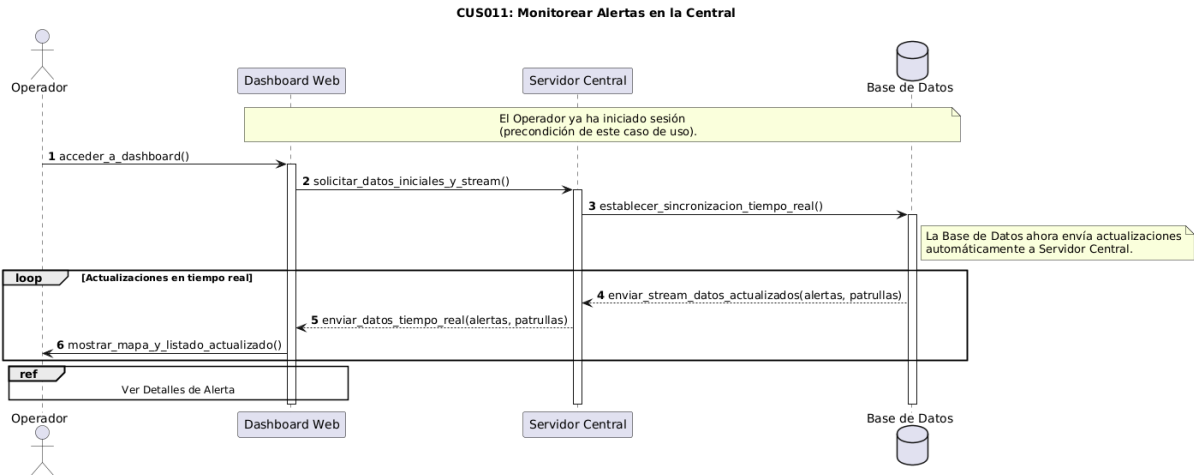 CUS011: Monitorear Alertas en la Central
Operador
Dashboard Web
Servidor Central
Base de Datos
El Operador ya ha iniciado sesión
(precondición de este caso de uso).
1 acceder_a_dashboard()
2 solicitar_datos_iniciales_y_stream()
3 establecer_sincronizacion_tiempo_real()
La Base de Datos ahora envía actualizaciones
automáticamente a Servidor Central.
loop [Actualizaciones en tiempo real]
4 enviar_stream_datos_actualizados(alertas, patrullas)
5 enviar_datos_tiempo_real(alertas, patrullas)
6 mostrar_mapa_y_listado_actualizado()
ref
Ver Detalles de Alerta
Operador
Dashboard Web
Servidor Central
Base de Datos